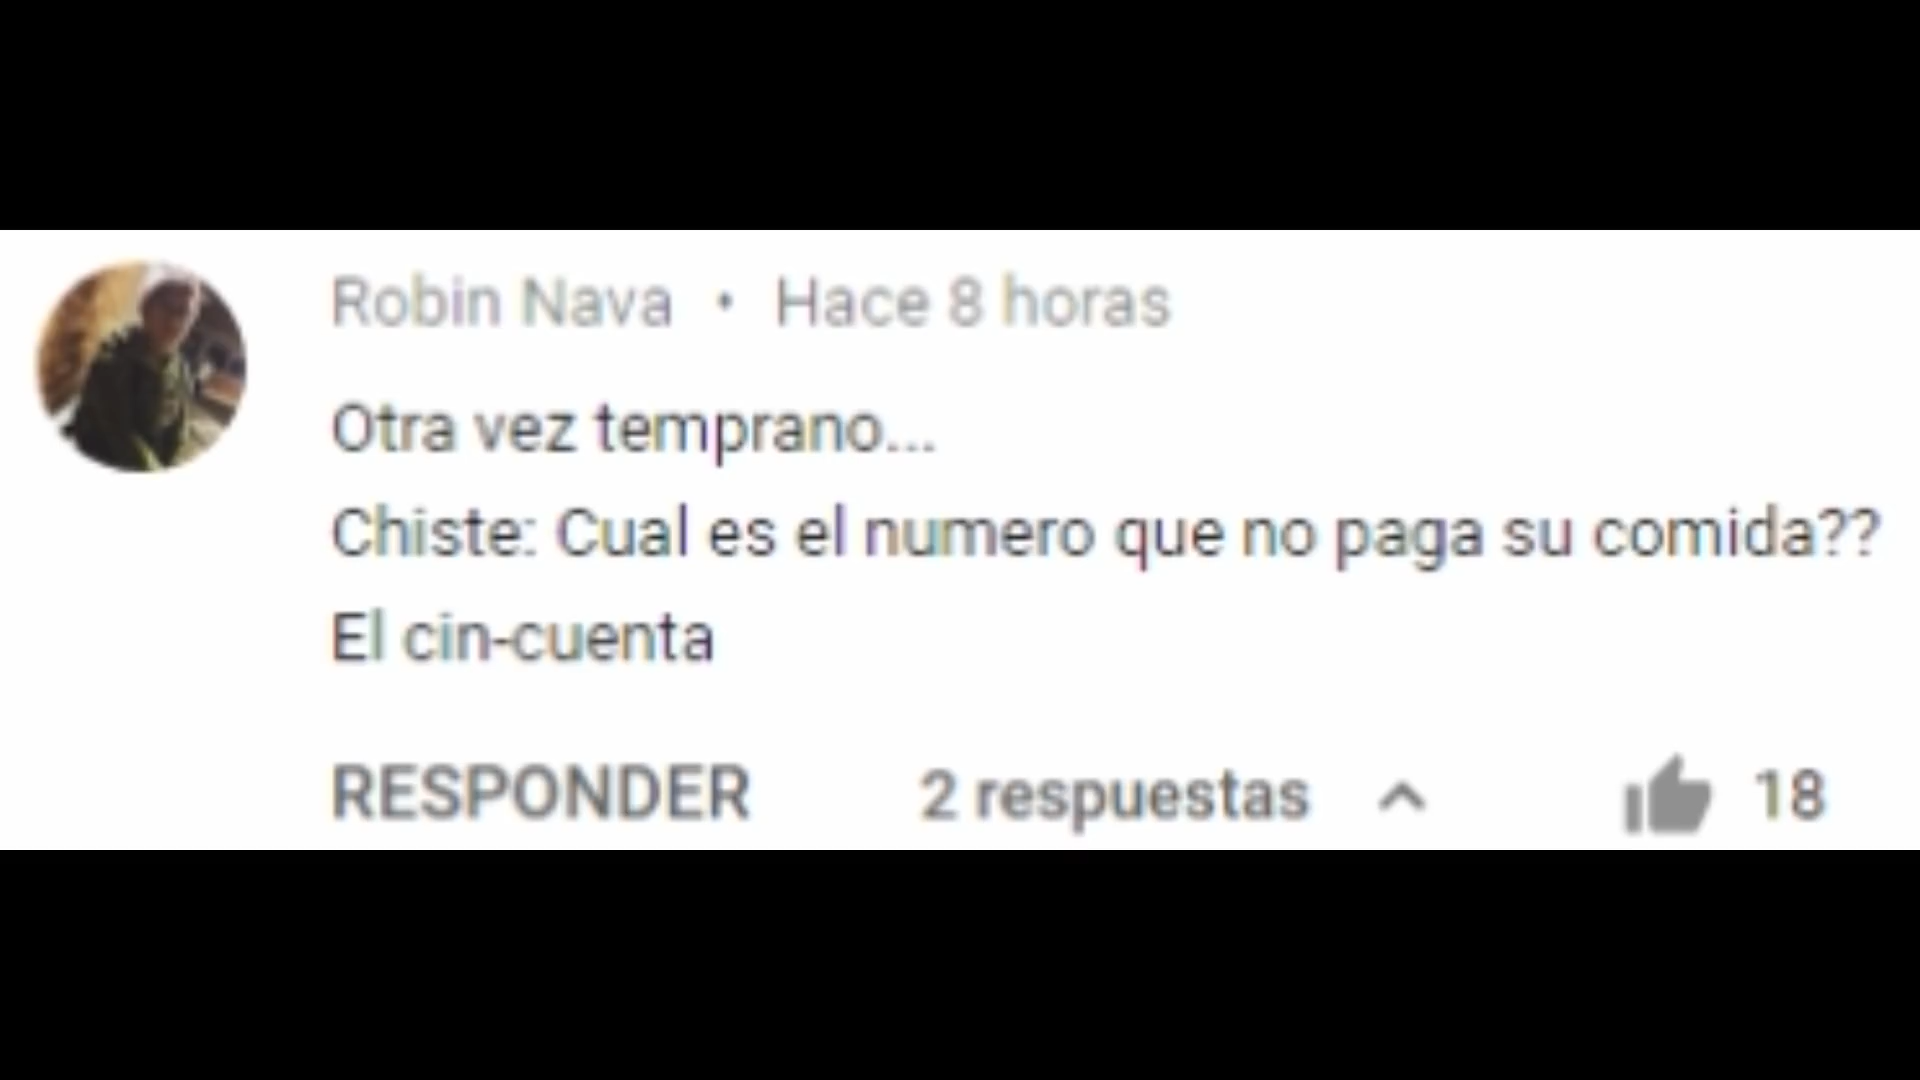 Robin Nava • Hace 8 horas
Otra vez temprano...
Chiste: Cual es el numero que no paga su comida??
El cin-cuenta
RESPONDER 2 respuestas 18